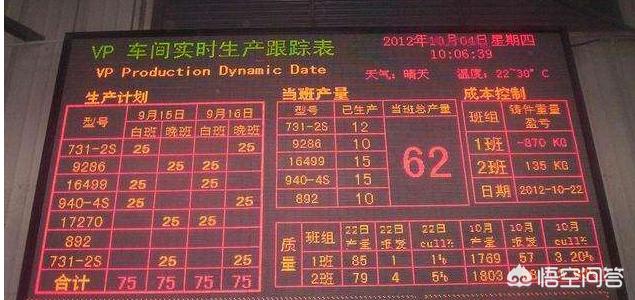 VP 车间实时生产跟踪表
2012年10月04日星期四
10:06:39
VP Production Dynamic Date
天气: 晴天 温度: 22~30°C
生产计划
型号 9月15日 9月16日
白班 晚班 白班 晚班
731-2S 25 25
9286 25 25
16499 25 25
940-4S 25 25
17270 25 25
892
731-2S 25 25
合计 75 75 75 75
当班产量
型号 已生产 当班总产量
731-2S 12
9286 10
16499 15
940-4S 15
892 10
62
成本控制
班组 铸件重量盈亏
1班 -870 KG
2班 135 KG
日期 2012-10-22
质量
班组 22日产量 22日报废 22日cull% 10月产量 10月报废 10月cull%
1班 85 1 1% 1769 57 3.20%
2班 79 4 5% 1803
悟空问答